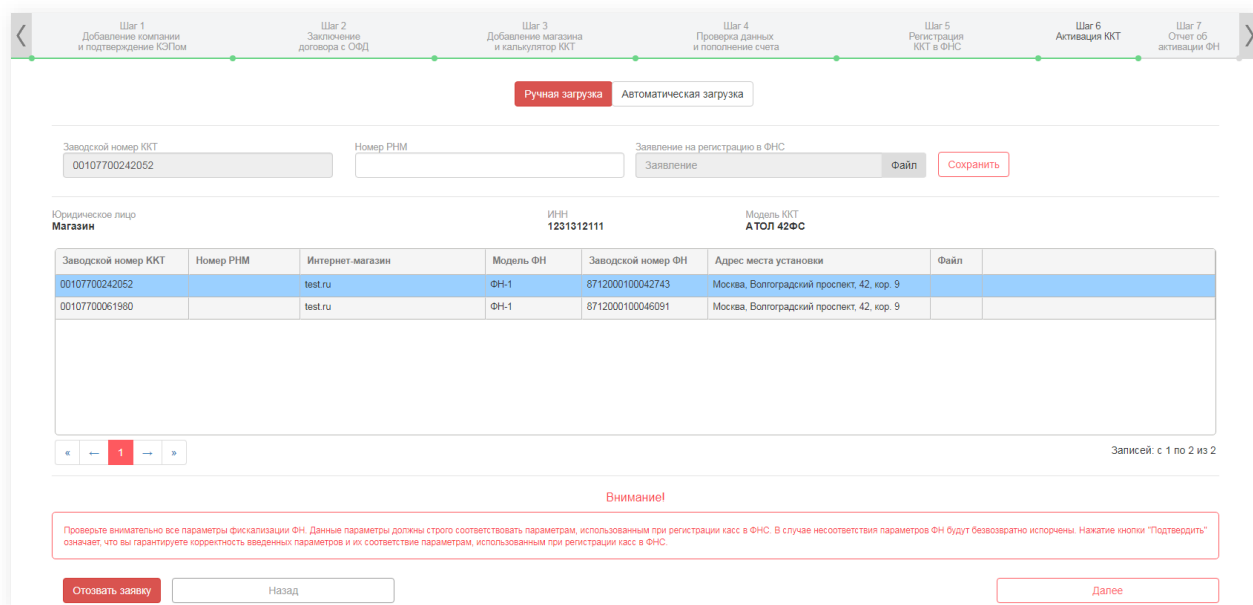 Шаг 1
Добавление компании
и подтверждение КЭПом
Шаг 2
Заключение
договора с ОФД
Шаг 3
Добавление магазина
и калькулятор ККТ
Шаг 4
Проверка данных
и пополнение счета
Шаг 5
Регистрация
ККТ в ФНС
Шаг 6
Активация ККТ
Шаг 7
Отчет об
активации ФН
Ручная загрузка Автоматическая загрузка
Заводской номер ККТ Номер РНМ Заявление на регистрацию в ФНС
00107700242052 Заявление Файл Сохранить
Юридическое лицо ИНН Модель ККТ
Магазин 1231312111 АТОЛ 42ФС
Заводской номер ККТ Номер РНМ Интернет-магазин Модель ФН Заводской номер ФН Адрес места установки Файл
00107700242052 test.ru ФН-1 8712000100042743 Москва, Волгоградский проспект, 42, кор. 9
00107700061980 test.ru ФН-1 8712000100046091 Москва, Волгоградский проспект, 42, кор. 9
« ← 1 → » Записей: с 1 по 2 из 2
Внимание!
Проверьте внимательно все параметры фискализации ФН. Данные параметры должны строго соответствовать параметрам, использованным при регистрации касс в ФНС. В случае несоответствия параметров ФН будут безвозвратно испорчены. Нажатие кнопки "Подтвердить"
означает, что вы гарантируете корректность введенных параметров и их соответствие параметрам, использованным при регистрации касс в ФНС.
Отозвать заявку Назад Далее